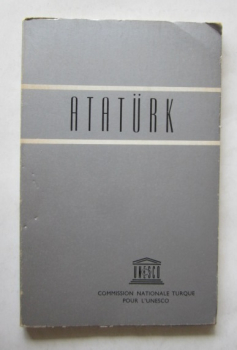 ATATÜRK
UNESCO
COMMISSION NATIONALE TURQUE
POUR L'UNESCO